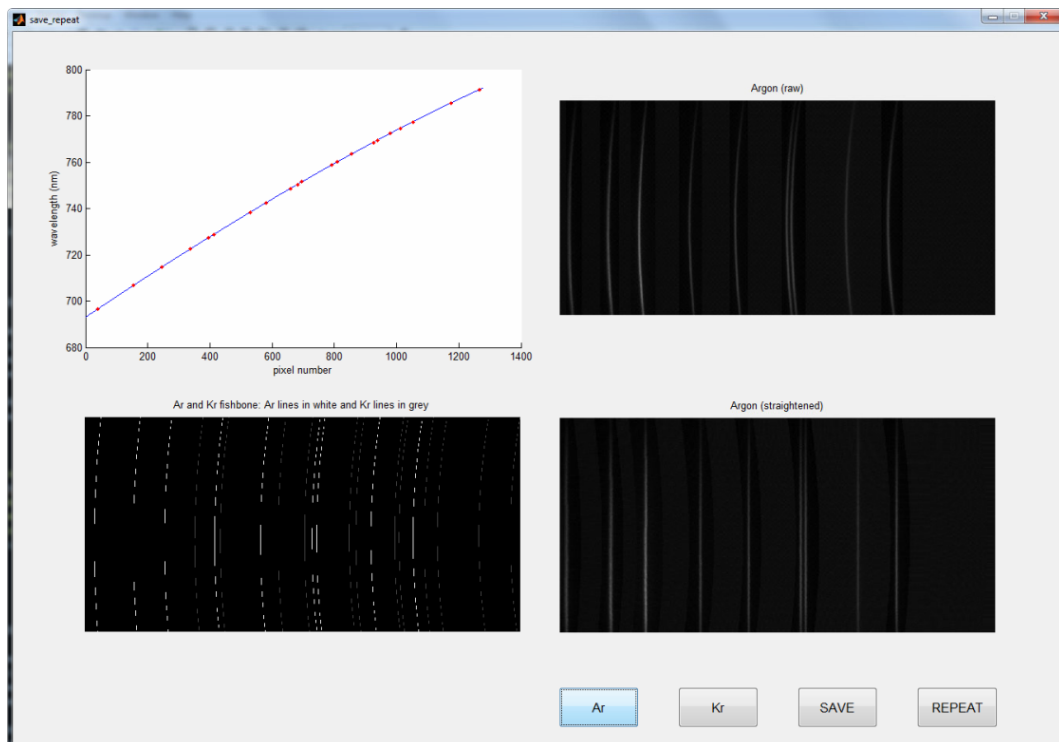 save_repeat
800
780
760
740
720
700
680
wavelength (nm)
0 200 400 600 800 1000 1200 1400
pixel number
Argon (raw)
Ar and Kr fishbone: Ar lines in white and Kr lines in grey
Argon (straightened)
Ar Kr SAVE REPEAT